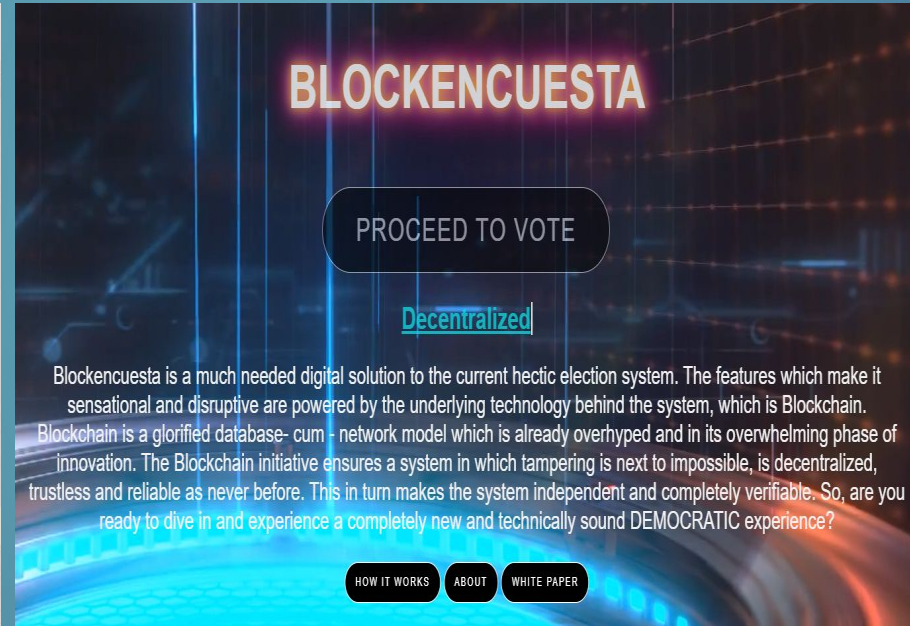 BLOCKENCUESTA
PROCEED TO VOTE
Decentralized
Blockencuesta is a much needed digital solution to the current hectic election system. The features which make it
sensational and disruptive are powered by the underlying technology behind the system, which is Blockchain.
Blockchain is a glorified database- cum - network model which is already overhyped and in its overwhelming phase of
innovation. The Blockchain initiative ensures a system in which tampering is next to impossible, is decentralized,
trustless and reliable as never before. This in turn makes the system independent and completely verifiable. So, are you
ready to dive in and experience a completely new and technically sound DEMOCRATIC experience?
HOW IT WORKS ABOUT WHITE PAPER